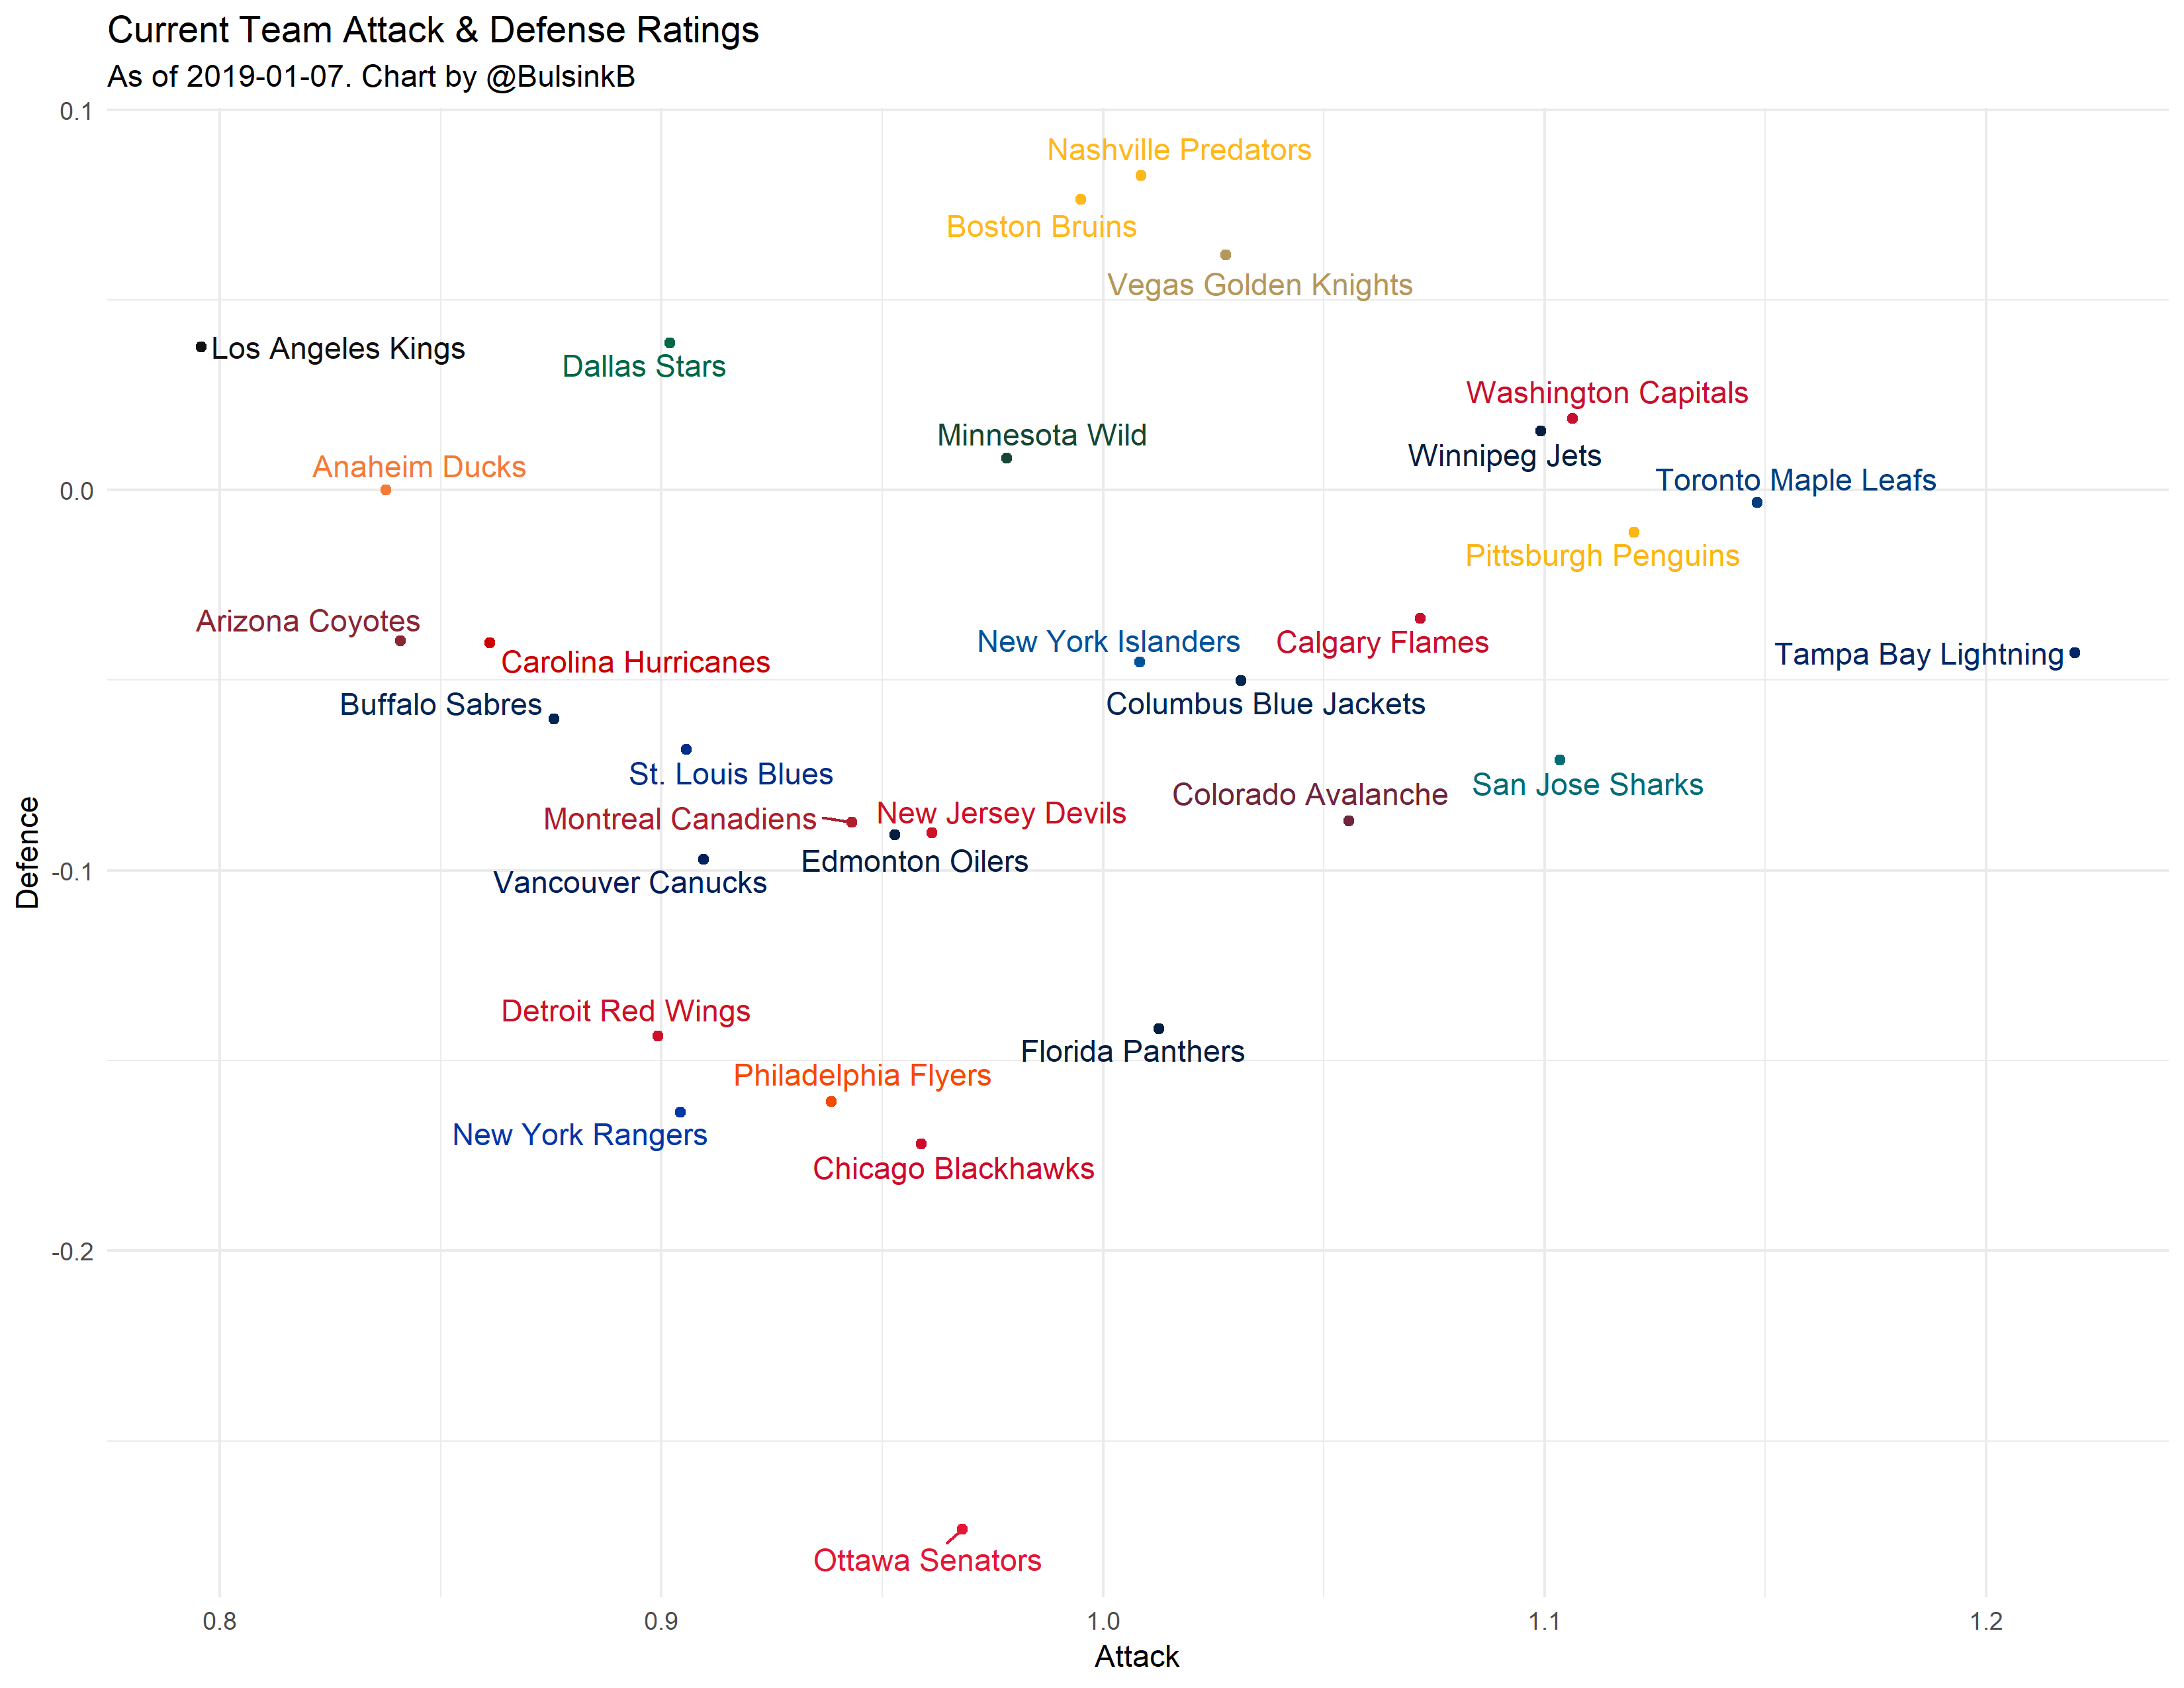 Current Team Attack & Defense Ratings
As of 2019-01-07. Chart by @BulsinkB
0.1
Nashville Predators
Boston Bruins
Vegas Golden Knights
Los Angeles Kings
Dallas Stars
Washington Capitals
Minnesota Wild
Winnipeg Jets
Anaheim Ducks
Toronto Maple Leafs
0.0
Pittsburgh Penguins
Arizona Coyotes
New York Islanders
Calgary Flames
Tampa Bay Lightning
Carolina Hurricanes
Buffalo Sabres
Columbus Blue Jackets
St. Louis Blues
San Jose Sharks
Colorado Avalanche
New Jersey Devils
Montreal Canadiens
Defence
Edmonton Oilers
-0.1
Vancouver Canucks
Detroit Red Wings
Florida Panthers
Philadelphia Flyers
New York Rangers
Chicago Blackhawks
-0.2
Ottawa Senators
0.8
0.9
1.0
1.1
1.2
Attack